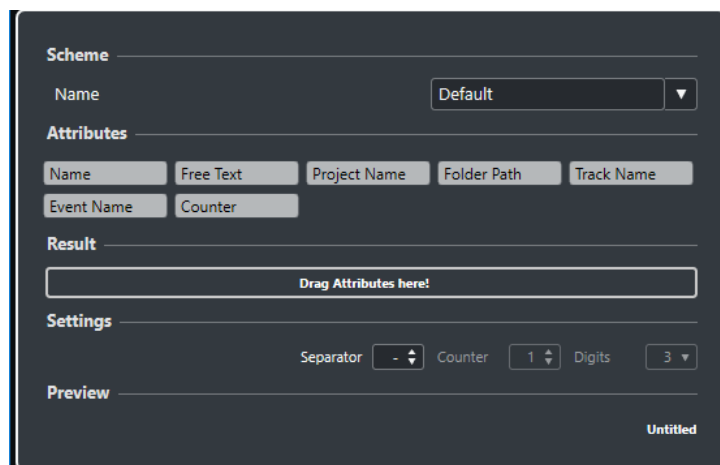 Scheme
Name Default
Attributes
Name Free Text Project Name Folder Path Track Name
Event Name Counter
Result
Drag Attributes here!
Settings
Separator - Counter 1 Digits 3
Preview
Untitled